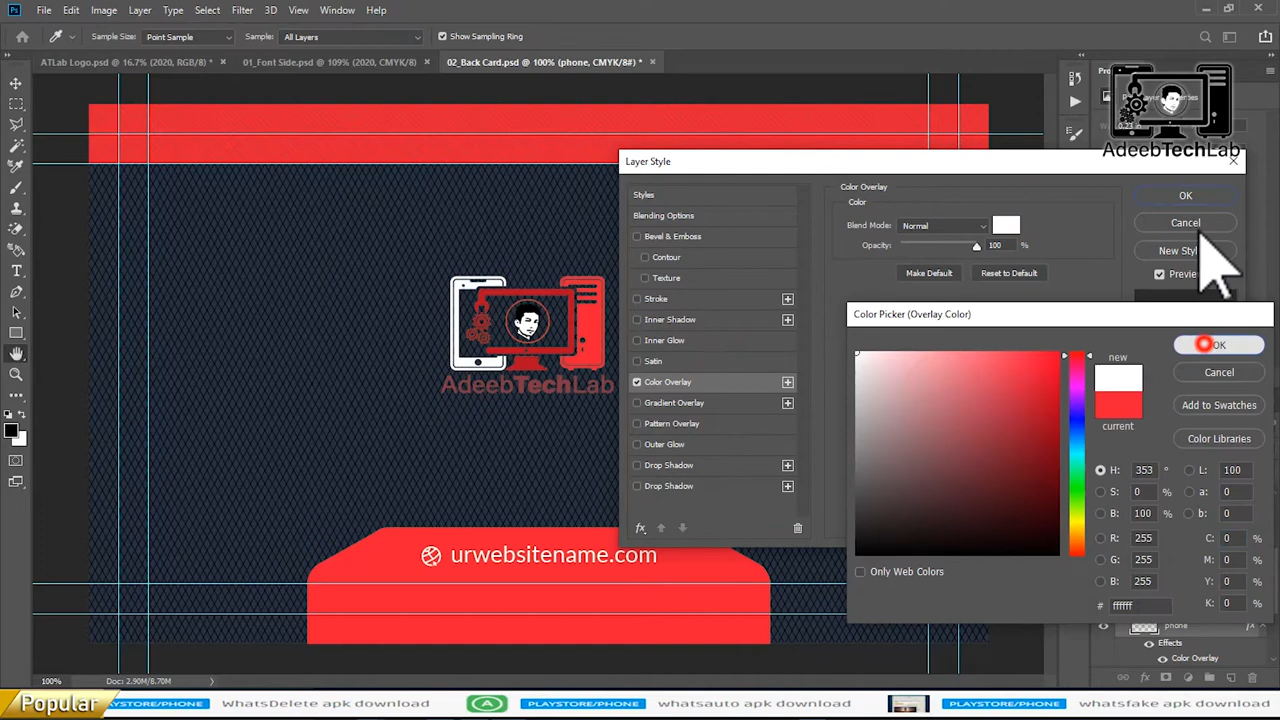 Ps File Edit Image Layer Type Select Filter 3D View Window Help
Sample Size: Point Sample Sample: All Layers Show Sampling Ring
ATLab Logo.psd @ 16.7% (2020, RGB/8) * × 01_Font Side.psd @ 109% (2020, CMYK/8) × 02_Back Card.psd @ 100% (phone, CMYK/8#) * ×
AdeebTechLab
Layer Style
Styles
Blending Options
Bevel & Emboss
Contour
Texture
Stroke
Inner Shadow
Inner Glow
Satin
Color Overlay
Gradient Overlay
Pattern Overlay
Outer Glow
Drop Shadow
Drop Shadow
fx
Color Overlay
Color
Blend Mode: Normal
Opacity: 100 %
Make Default Reset to Default
OK
Cancel
New
Color Picker (Overlay Color)
new
current
OK
Cancel
Add to Swatches
Color Libraries
H: 353 ° L: 100
S: 0 % a: 0
B: 100 % b: 0
R: 255 C: 0 %
G: 255 M: 0 %
B: 255 Y: 0 %
# ffffff K: 0 %
Only Web Colors
AdeebTechLab
urwebsitename.com
phone fx
Effects
Color Overlay
100% Doc: 2.90M/8.70M
Popular
PLAYSTORE/PHONE WhatsDelete apk download PLAYSTORE/PHONE whatsauto apk download PLAYSTORE/PHONE whatsfake apk download